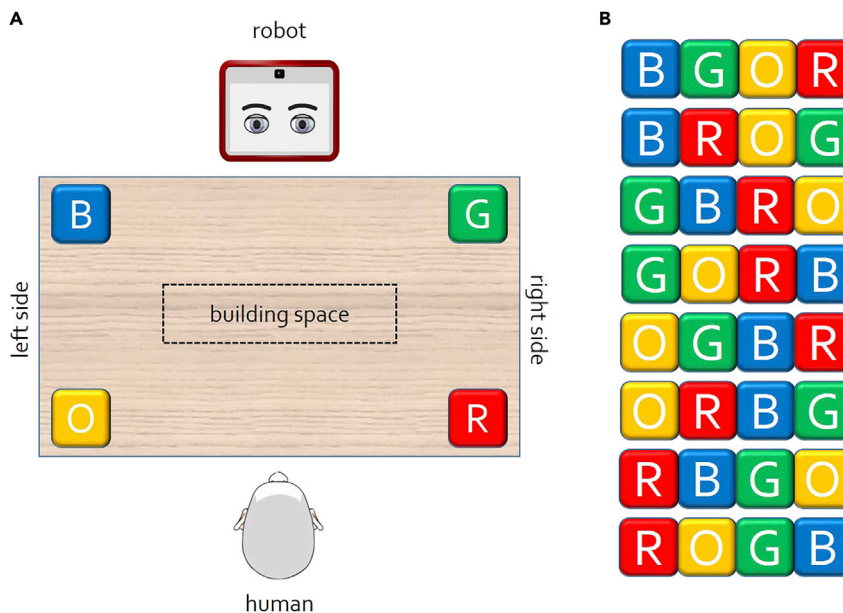 A
robot
B
G
left side
building space
right side
O
R
human
B
B G O R
B R O G
G B R O
G O R B
O G B R
O R B G
R B G O
R O G B